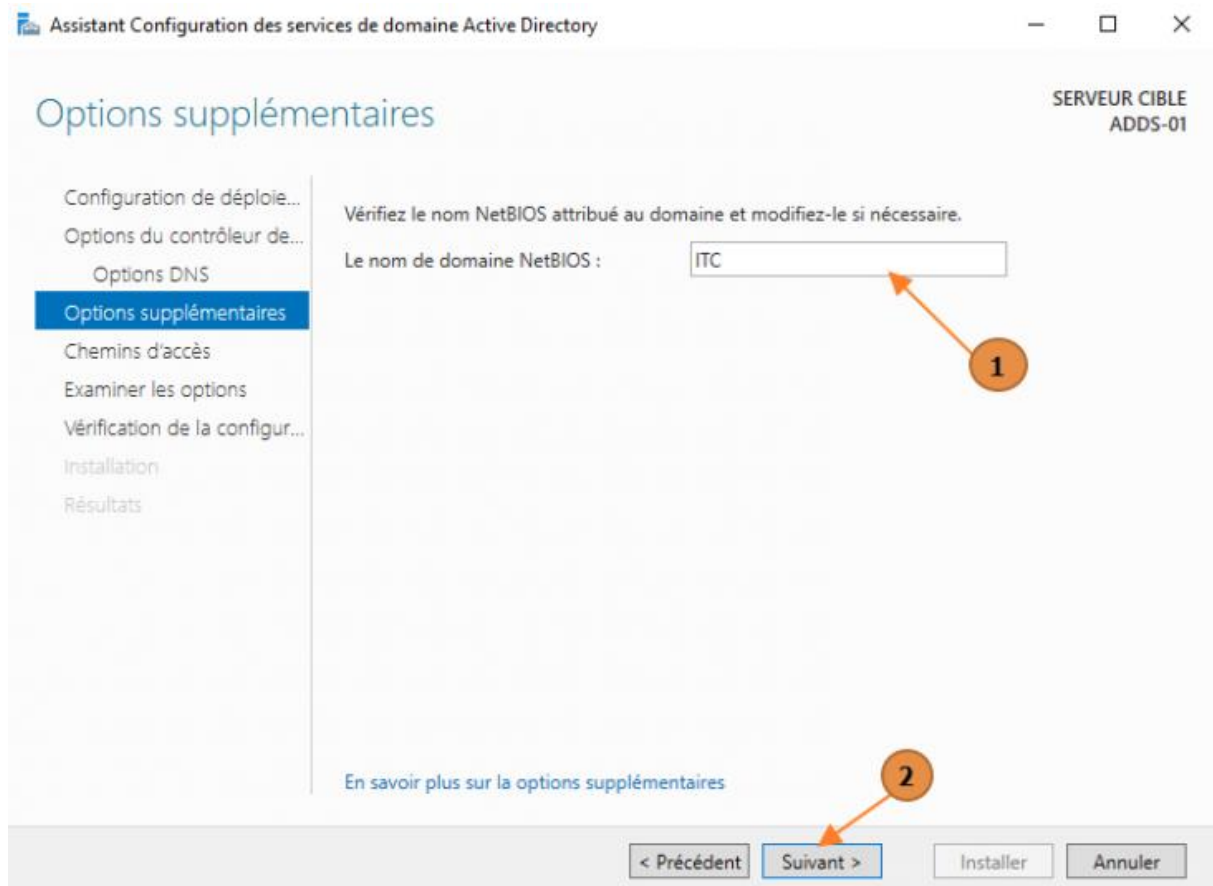 Assistant Configuration des services de domaine Active Directory
Options supplémentaires
SERVEUR CIBLE
ADDS-01
Configuration de déploie...
Options du contrôleur de...
Options DNS
Options supplémentaires
Chemins d'accès
Examiner les options
Vérification de la configur...
Installation
Résultats
Vérifiez le nom NetBIOS attribué au domaine et modifiez-le si nécessaire.
Le nom de domaine NetBIOS : ITC
1
En savoir plus sur la options supplémentaires
2
< Précédent Suivant > Installer Annuler